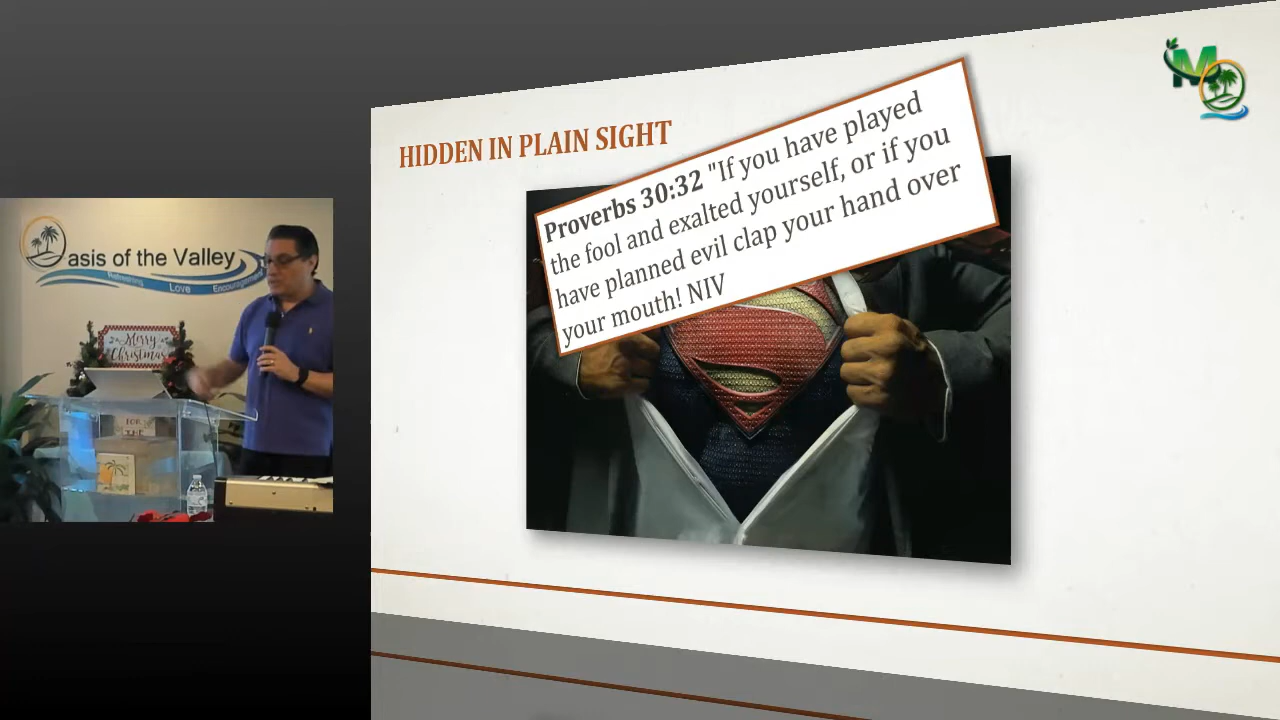 HIDDEN IN PLAIN SIGHT
Proverbs 30:32 "If you have played
the fool and exalted yourself, or if you
have planned evil clap your hand over
your mouth! NIV
M
asis of the Valley
Refreshing Love Encouragement
Merry
Christmas
FOR
THE